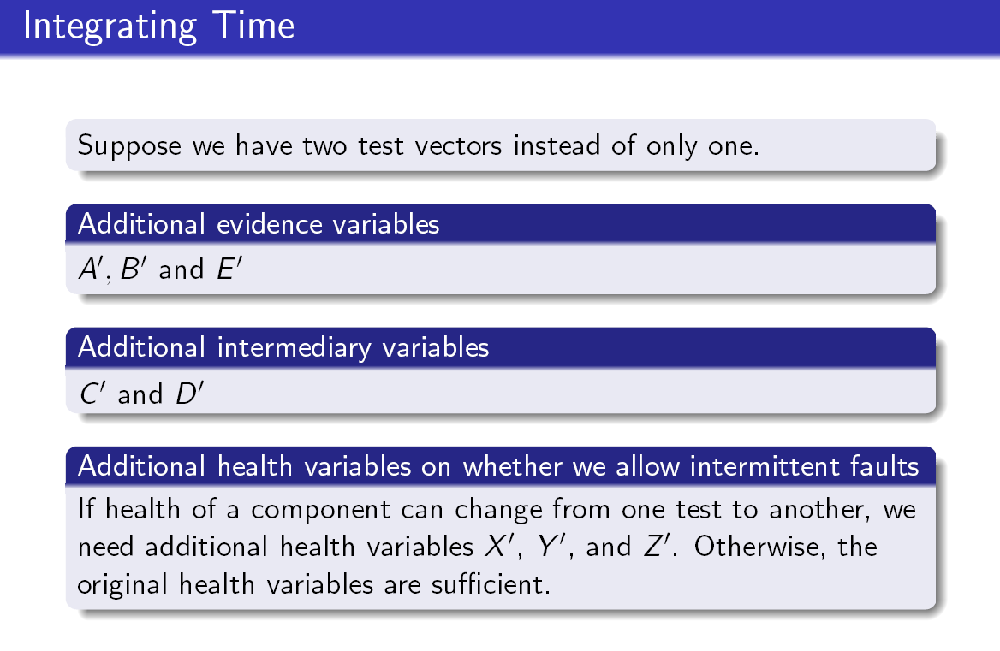 Integrating Time
Suppose we have two test vectors instead of only one.
Additional evidence variables
A′, B′ and E′
Additional intermediary variables
C′ and D′
Additional health variables on whether we allow intermittent faults
If health of a component can change from one test to another, we
need additional health variables X′, Y′, and Z′. Otherwise, the
original health variables are sufficient.